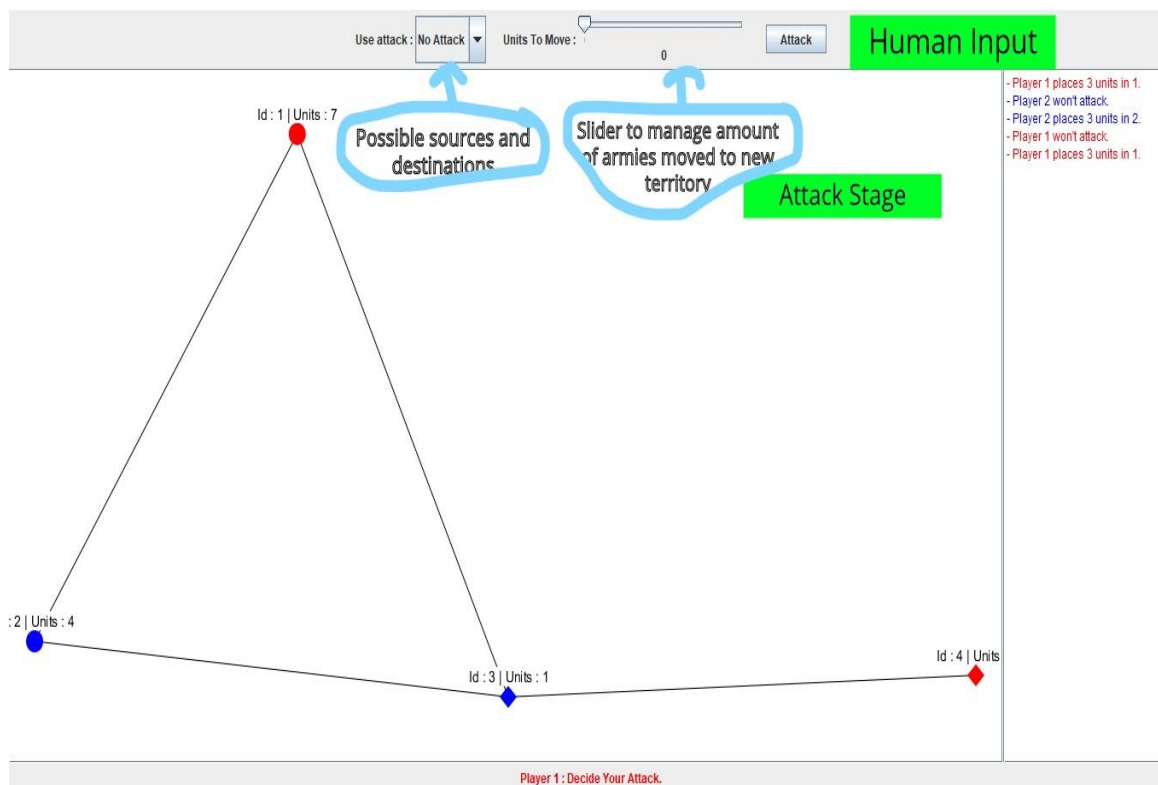 Use attack : No Attack Units To Move : Attack Human Input
0
- Player 1 places 3 units in 1.
- Player 2 won't attack.
- Player 2 places 3 units in 2.
- Player 1 won't attack.
- Player 1 places 3 units in 1.
Id : 1 | Units : 7
Possible sources and
destinations
Slider to manage amount
of armies moved to new
territory
Attack Stage
: 2 | Units : 4
Id : 3 | Units : 1
Id : 4 | Units
Player 1 : Decide Your Attack.